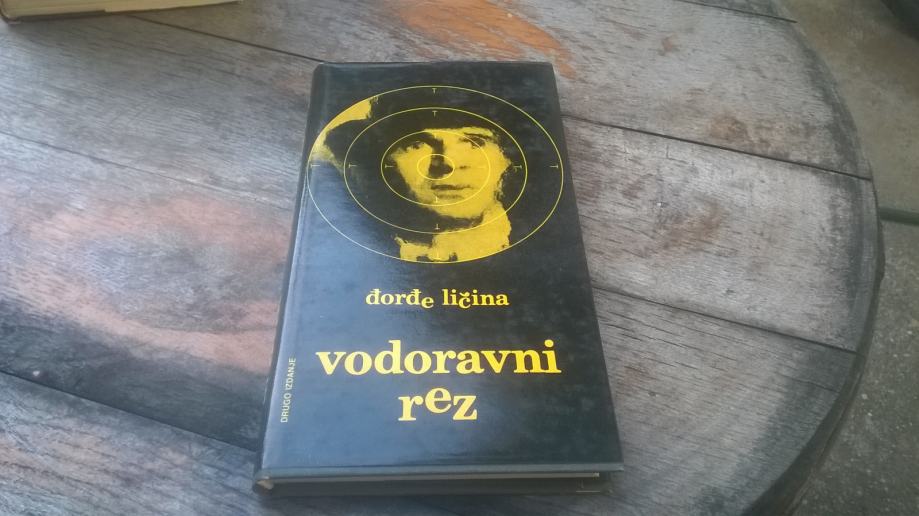 đorđe ličina
vodoravni
rez
DRUGO IZDANJE